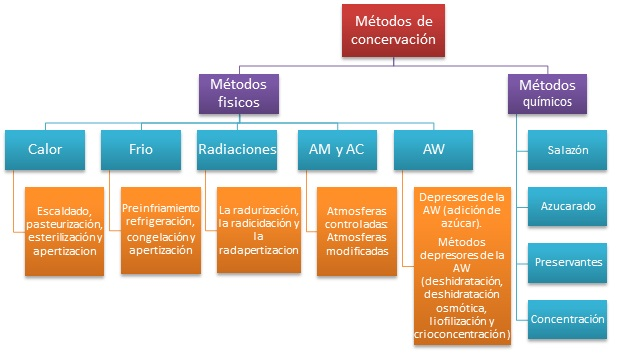 Métodos de
concervación
Métodos
fisicos
Métodos
químicos
Calor
Frio
Radiaciones
AM y AC
AW
Escaldado,
pasteurización,
esterilización y
apertizacion
Preinfriamiento
refrigeración,
congelación y
apertización
La radurización,
la radicidación y
la
radapertizacion
Atmosferas
controladas:
Atmosferas
modificadas
Depresores de la
AW (adición de
azúcar).
Métodos
depresores de la
AW
(deshidratación,
deshidratación
osmótica,
liofilización y
crioconcentración)
Salazón
Azucarado
Preservantes
Concentración